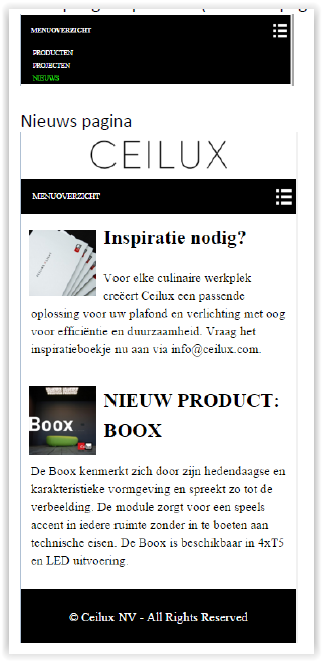 MENUOVERZICHT
PRODUCTEN
PROJECTEN
NIEUWS
Nieuws pagina
CEILUX
MENUOVERZICHT
Inspiratie nodig?
Voor elke culinaire werkplek
creëert Ceilux een passende
oplossing voor uw plafond en verlichting met oog
voor efficiëntie en duurzaamheid. Vraag het
inspiratieboekje nu aan via info@ceilux.com.
Boox
NIEUW PRODUCT:
BOOX
De Boox kenmerkt zich door zijn hedendaagse en
karakteristieke vormgeving en spreekt zo tot de
verbeelding. De module zorgt voor een speels
accent in iedere ruimte zonder in te boeten aan
technische eisen. De Boox is beschikbaar in 4xT5
en LED uitvoering.
© Ceilux NV - All Rights Reserved